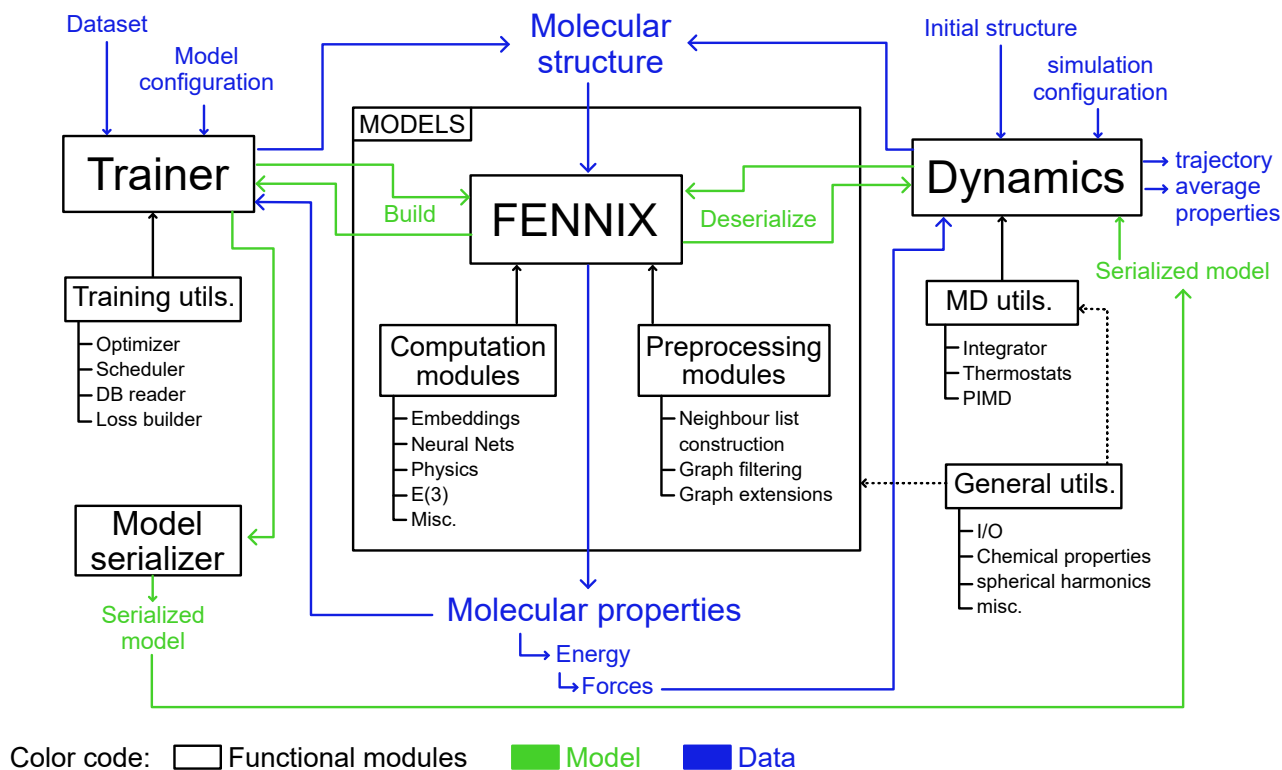 Dataset
Model
configuration
Molecular
structure
Initial structure
simulation
configuration
MODELS
Trainer
FENNIX
Dynamics
trajectory
average
properties
Build
Deserialize
Serialized model
Training utils.
Optimizer
Scheduler
DB reader
Loss builder
Computation
modules
Embeddings
Neural Nets
Physics
E(3)
Misc.
Preprocessing
modules
Neighbour list
construction
Graph filtering
Graph extensions
MD utils.
Integrator
Thermostats
PIMD
General utils.
I/O
Chemical properties
spherical harmonics
misc.
Model
serializer
Serialized
model
Molecular properties
Energy
Forces
Color code: Functional modules Model Data